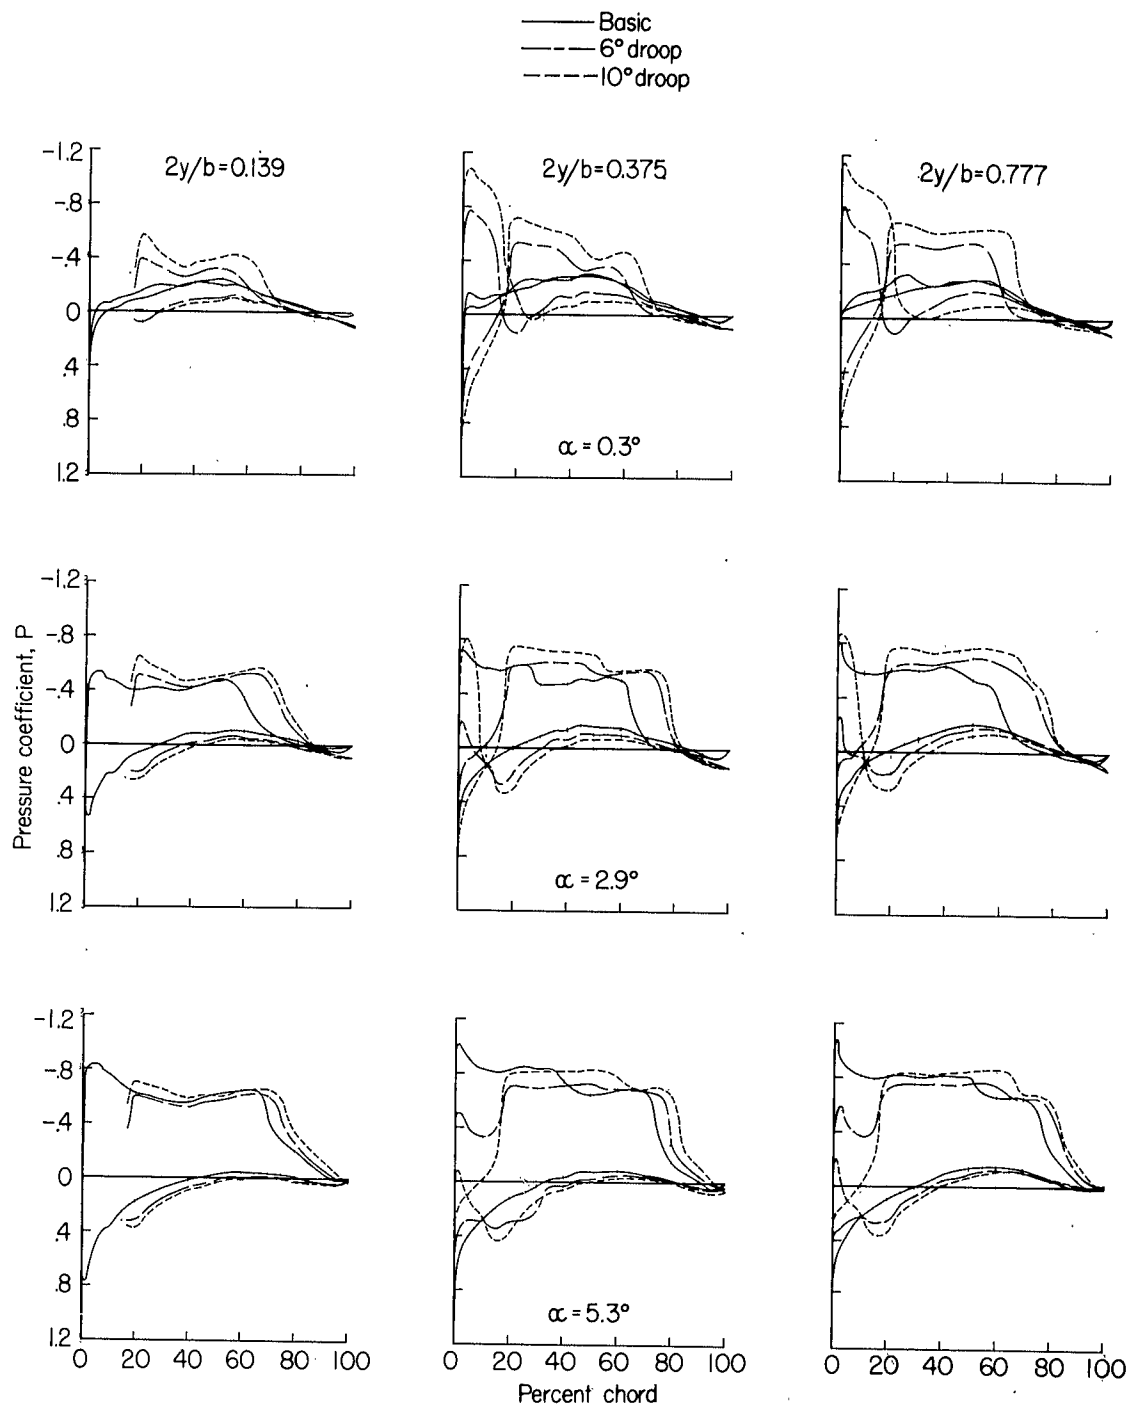 Basic
6° droop
10° droop
2y/b=0.139
2y/b=0.375
2y/b=0.777
-1.2
-.8
-.4
0
.4
.8
1.2
α = 0.3°
Pressure coefficient, P
-1.2
-.8
-.4
0
.4
.8
1.2
α = 2.9°
-1.2
-.8
-.4
0
.4
.8
1.2
α = 5.3°
0 20 40 60 80 100
0 20 40 60 80 100
0 20 40 60 80 100
Percent chord